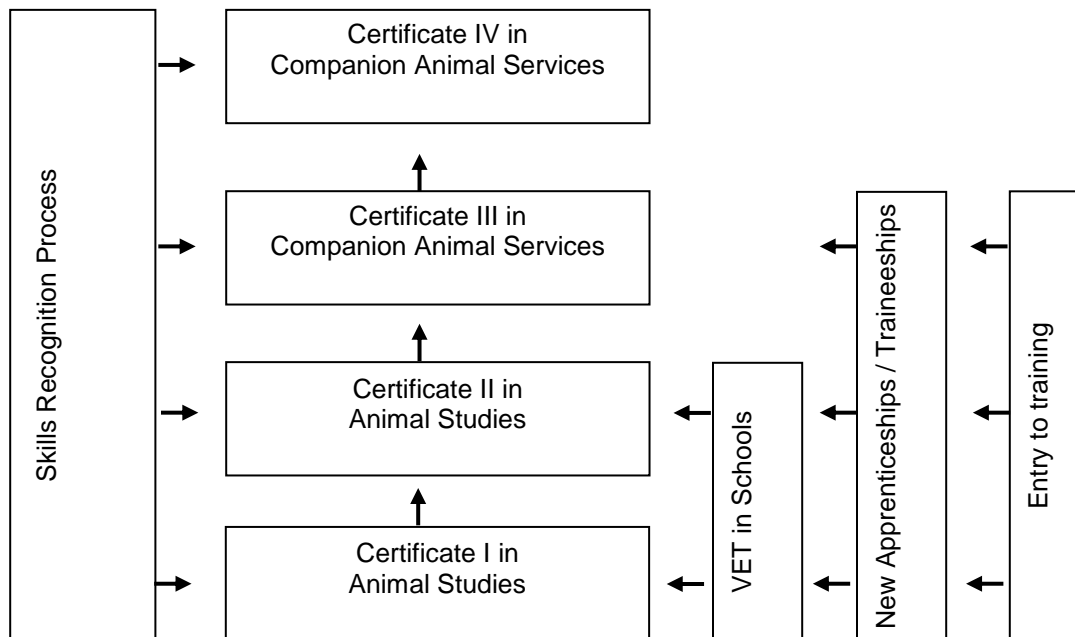 Skills Recognition Process
Certificate IV in
Companion Animal Services
Certificate III in
Companion Animal Services
Certificate II in
Animal Studies
Certificate I in
Animal Studies
VET in Schools
New Apprenticeships / Traineeships
Entry to training